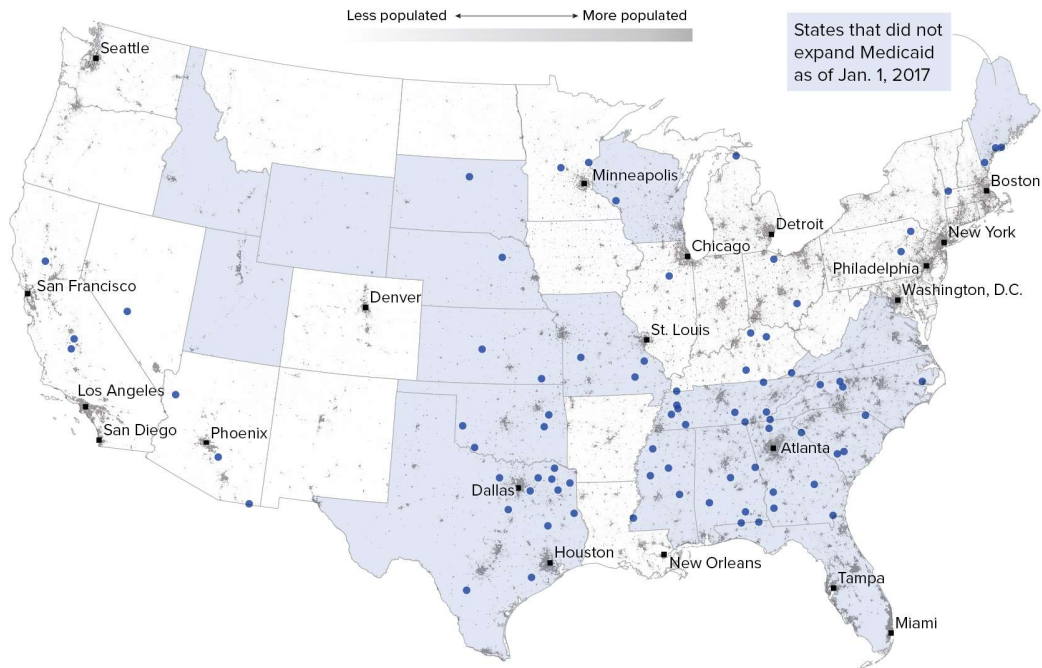 Less populated
More populated
States that did not
expand Medicaid
as of Jan. 1, 2017
Seattle
Minneapolis
Boston
Detroit
New York
Chicago
Philadelphia
San Francisco
Washington, D.C.
Denver
St. Louis
Los Angeles
San Diego
Phoenix
Atlanta
Dallas
Houston
New Orleans
Tampa
Miami